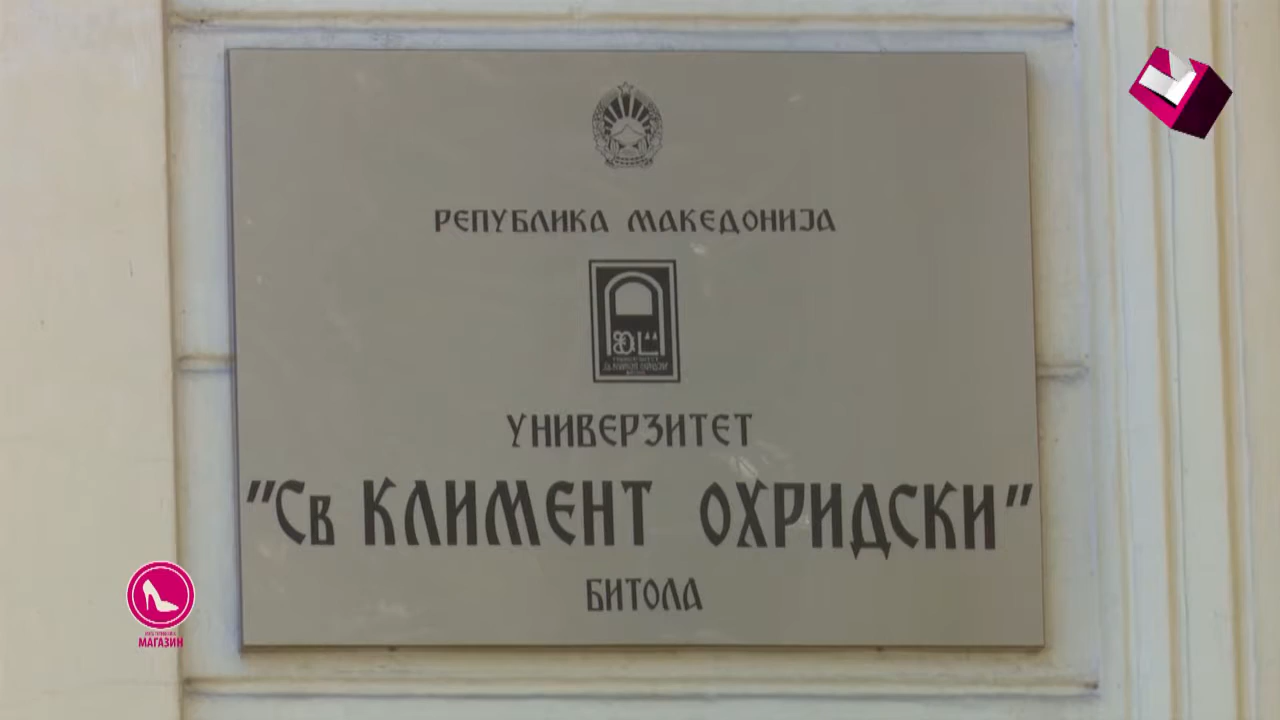 РЕПУБЛИКА МАКЕДОНИЈА
УНИВЕРЗИТЕТ
"Св КЛИМЕНТ ОХРИДСКИ"
БИТОЛА
МАГАЗИН